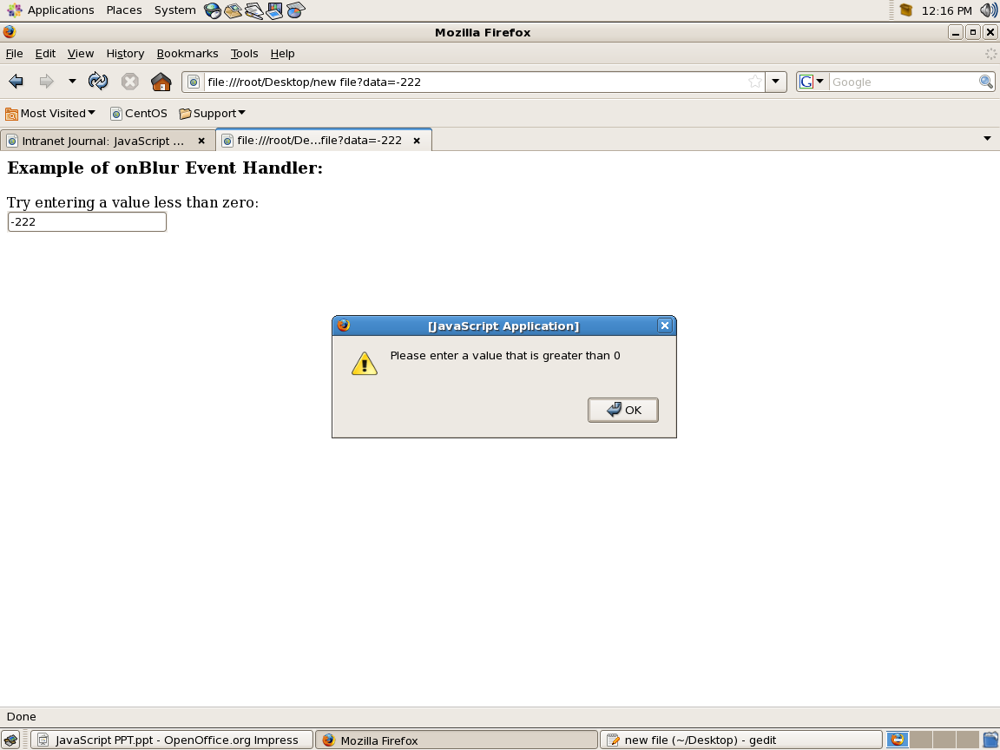 Applications Places System 12:16 PM
Mozilla Firefox
File Edit View History Bookmarks Tools Help
file:///root/Desktop/new file?data=-222 G Google
Most Visited CentOS Support
Intranet Journal: JavaScript ... file:///root/De...file?data=-222
Example of onBlur Event Handler:
Try entering a value less than zero:
-222
[JavaScript Application]
Please enter a value that is greater than 0
OK
Done
JavaScript PPT.ppt - OpenOffice.org Impress Mozilla Firefox new file (~/Desktop) - gedit